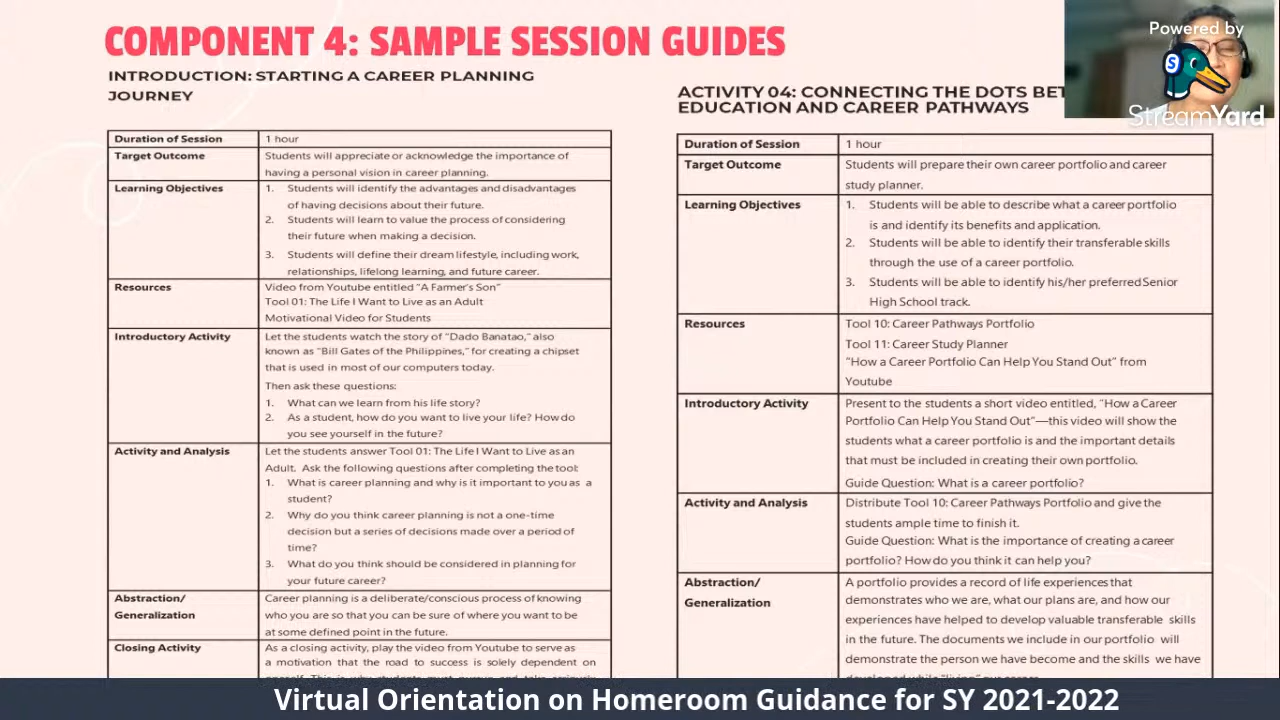 COMPONENT 4: SAMPLE SESSION GUIDES
INTRODUCTION: STARTING A CAREER PLANNING
JOURNEY
Duration of Session
1 hour
Target Outcome
Students will appreciate or acknowledge the importance of
having a personal vision in career planning.
Learning Objectives
1. Students will identify the advantages and disadvantages
of having decisions about their future.
2. Students will learn to value the process of considering
their future when making a decision.
3. Students will define their dream lifestyle, including work,
relationships, lifelong learning, and future career.
Resources
Video from Youtube entitled "A Farmer's Son"
Tool 01: The Life I Want to Live as an Adult
Motivational Video for Students
Introductory Activity
Let the students watch the story of "Dado Banatao," also
known as "Bill Gates of the Philippines," for creating a chipset
that is used in most of our computers today.
Then ask these questions:
1. What can we learn from his life story?
2. As a student, how do you want to live your life? How do
you see yourself in the future?
Activity and Analysis
Let the students answer Tool 01: The Life I Want to Live as an
Adult. Ask the following questions after completing the tool:
1. What is career planning and why is it important to you as a
student?
2. Why do you think career planning is not a one-time
decision but a series of decisions made over a period of
time?
3. What do you think should be considered in planning for
your future career?
Abstraction/
Generalization
Career planning is a deliberate/conscious process of knowing
who you are so that you can be sure of where you want to be
at some defined point in the future.
Closing Activity
As a closing activity, play the video from Youtube to serve as
a motivation that the road to success is solely dependent on
ACTIVITY 04: CONNECTING THE DOTS BET
EDUCATION AND CAREER PATHWAYS
Duration of Session
1 hour
Target Outcome
Students will prepare their own career portfolio and career
study planner.
Learning Objectives
1. Students will be able to describe what a career portfolio
is and identify its benefits and application.
2. Students will be able to identify their transferable skills
through the use of a career portfolio.
3. Students will be able to identify his/her preferred Senior
High School track.
Resources
Tool 10: Career Pathways Portfolio
Tool 11: Career Study Planner
"How a Career Portfolio Can Help You Stand Out" from
Youtube
Introductory Activity
Present to the students a short video entitled, "How a Career
Portfolio Can Help You Stand Out"—this video will show the
students what a career portfolio is and the important details
that must be included in creating their own portfolio.
Guide Question: What is a career portfolio?
Activity and Analysis
Distribute Tool 10: Career Pathways Portfolio and give the
students ample time to finish it.
Guide Question: What is the importance of creating a career
portfolio? How do you think it can help you?
Abstraction/
Generalization
A portfolio provides a record of life experiences that
demonstrates who we are, what our plans are, and how our
experiences have helped to develop valuable transferable skills
in the future. The documents we include in our portfolio will
demonstrate the person we have become and the skills we have
Powered by
S
StreamYard
Virtual Orientation on Homeroom Guidance for SY 2021-2022